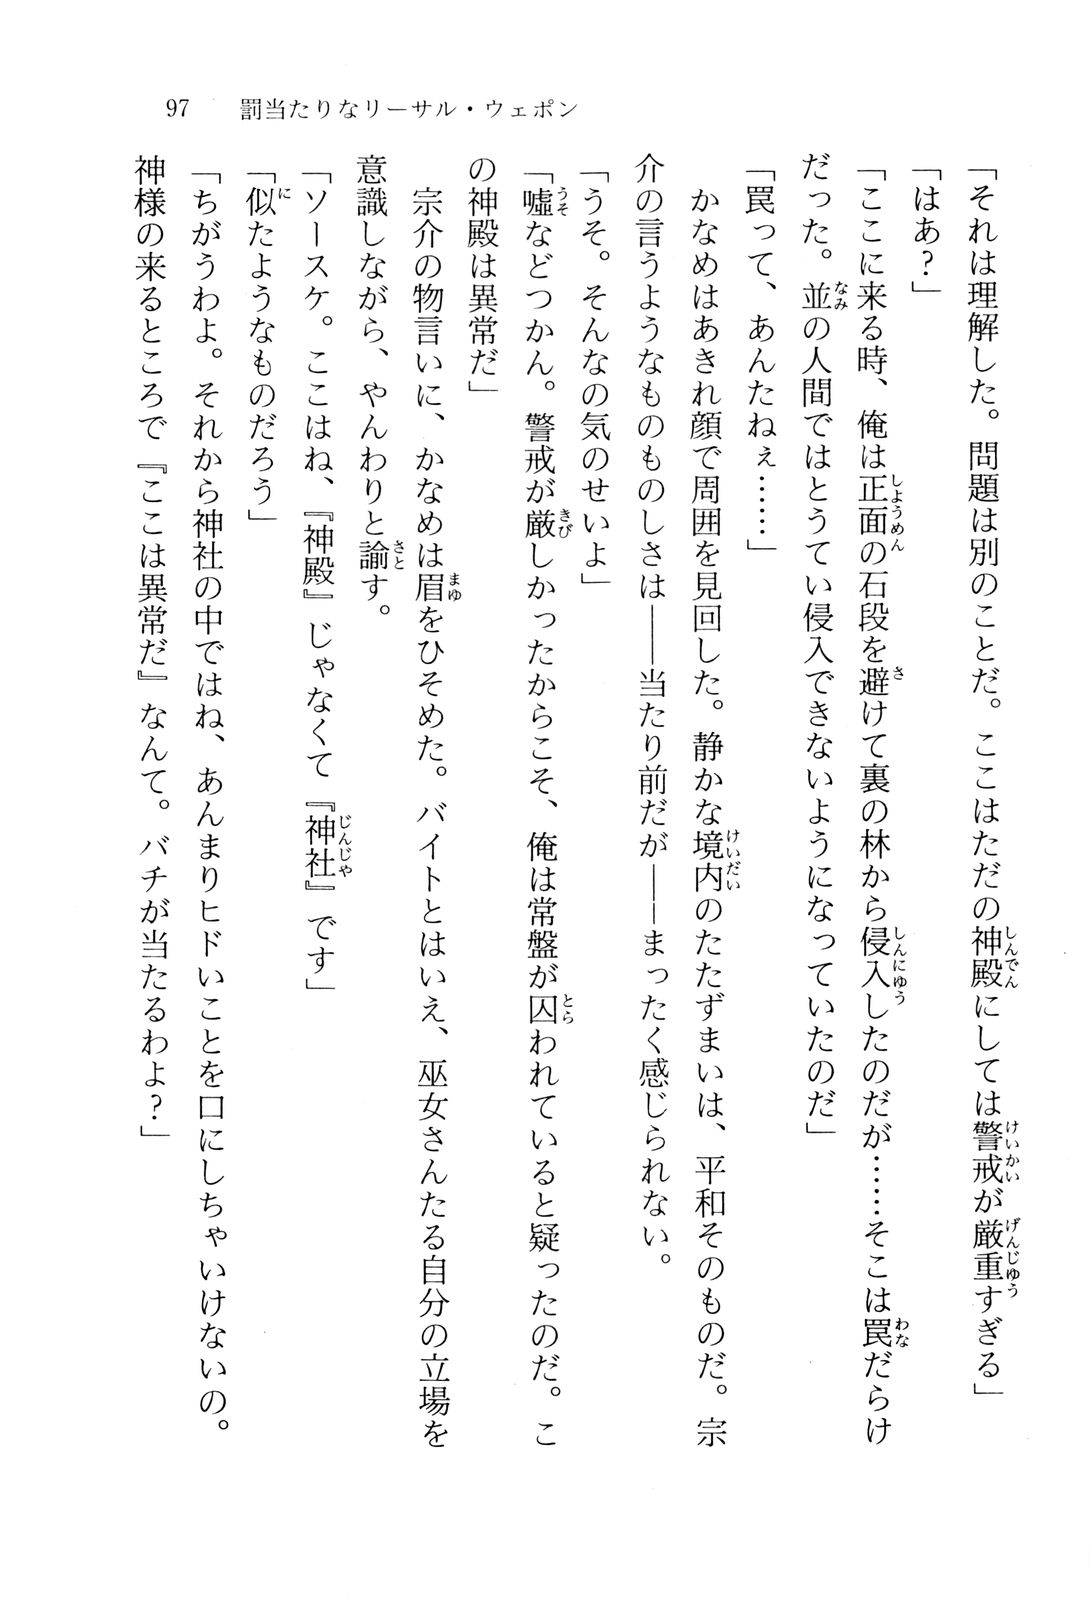 97　罰当たりなリーサル・ウェポン
「それは理解した。問題は別のことだ。ここはただの神殿にしては警戒が厳重すぎる」
「はあ？」
「ここに来る時、俺は正面の石段を避けて裏の林から侵入したのだが……そこは罠だらけ
だった。並の人間ではとうてい侵入できないようになっていたのだ」
「罠って、あんたねぇ……」
　かなめはあきれ顔で周囲を見回した。静かな境内のたたずまいは、平和そのものだ。宗
介の言うようなものものしさは――当たり前だが――まったく感じられない。
「うそ。そんなの気のせいよ」
「嘘などつかん。警戒が厳しかったからこそ、俺は常盤が囚われていると疑ったのだ。こ
の神殿は異常だ」
　宗介の物言いに、かなめは眉をひそめた。バイトとはいえ、巫女さんたる自分の立場を
意識しながら、やんわりと諭す。
「ソースケ。ここはね、『神殿』じゃなくて『神社』です」
「似たようなものだろう」
「ちがうわよ。それから神社の中ではね、あんまりヒドいことを口にしちゃいけないの。
神様の来るところで『ここは異常だ』なんて。バチが当たるわよ？」